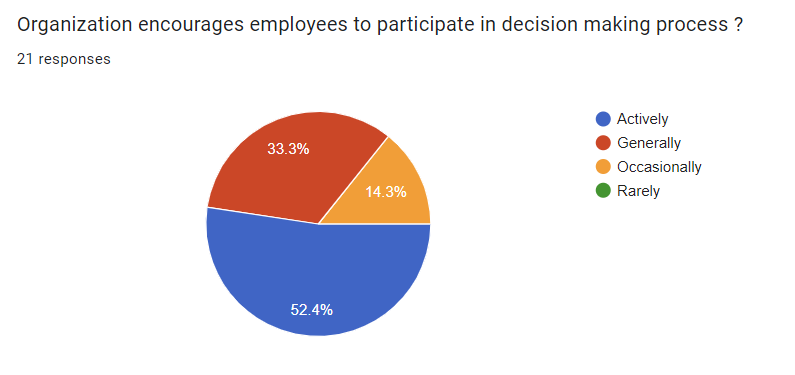 Organization encourages employees to participate in decision making process ?
21 responses
Actively
Generally
Occasionally
Rarely
33.3%
14.3%
52.4%